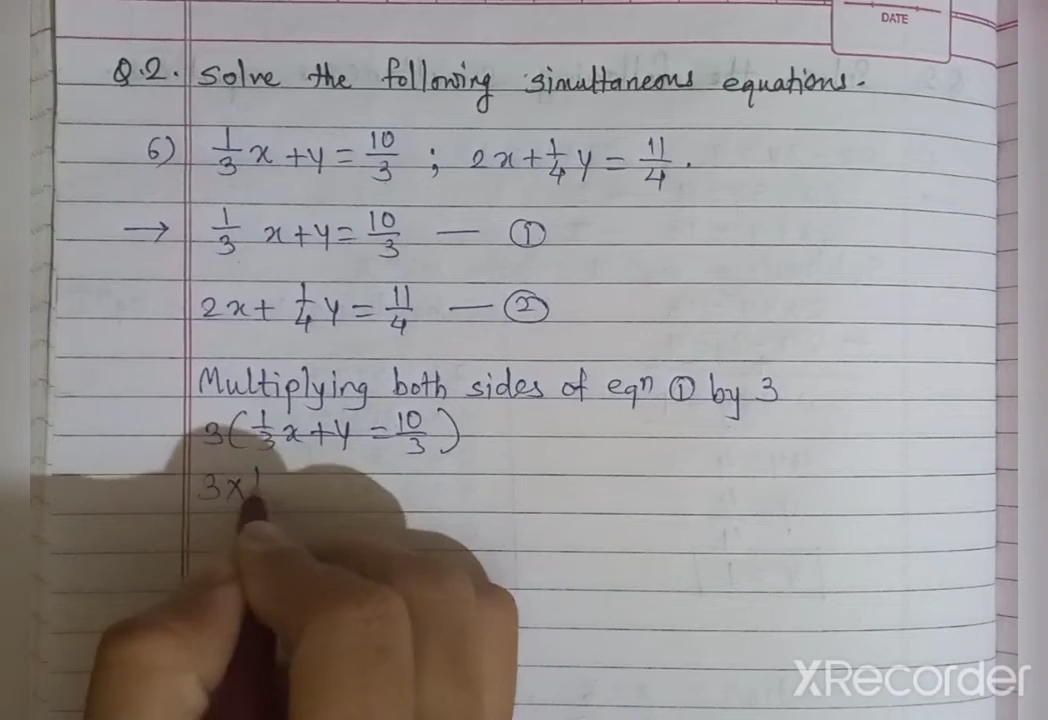 DATE
Q.2. Solve the following simultaneous equations.
6) 1/3 x + y = 10/3 ; 2x + 1/4 y = 11/4.
→ 1/3 x + y = 10/3 — ①
2x + 1/4 y = 11/4 — ②
Multiplying both sides of eqⁿ ① by 3
3(1/3 x + y = 10/3)
3×1
XRecorder